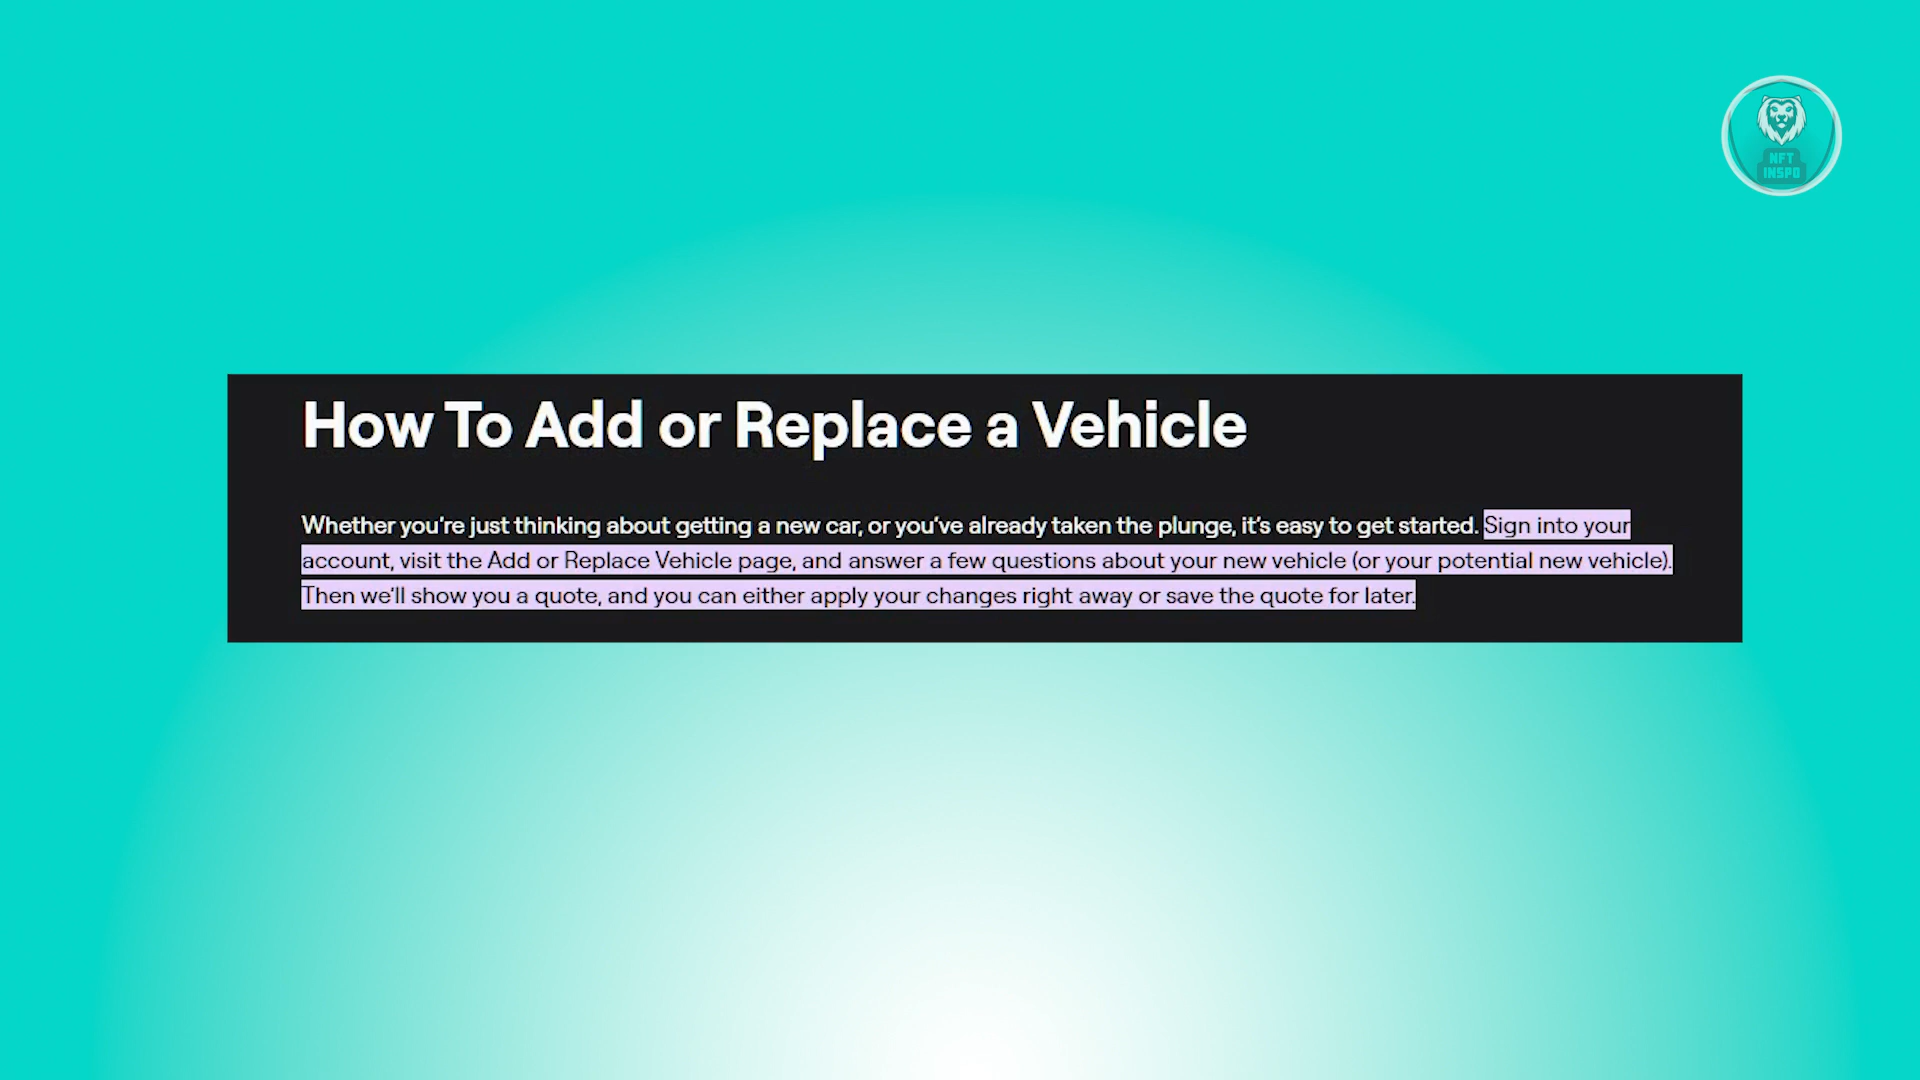 NFT
INSPO
How To Add or Replace a Vehicle
Whether you're just thinking about getting a new car, or you've already taken the plunge, it's easy to get started. Sign into your
account, visit the Add or Replace Vehicle page, and answer a few questions about your new vehicle (or your potential new vehicle).
Then we'll show you a quote, and you can either apply your changes right away or save the quote for later.